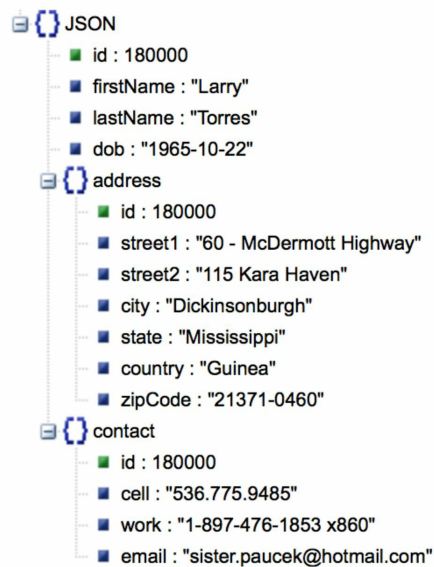 {} JSON
id : 180000
firstName : "Larry"
lastName : "Torres"
dob : "1965-10-22"
{} address
id : 180000
street1 : "60 - McDermott Highway"
street2 : "115 Kara Haven"
city : "Dickinsonburgh"
state : "Mississippi"
country : "Guinea"
zipCode : "21371-0460"
{} contact
id : 180000
cell : "536.775.9485"
work : "1-897-476-1853 x860"
email : "sister.paucek@hotmail.com"